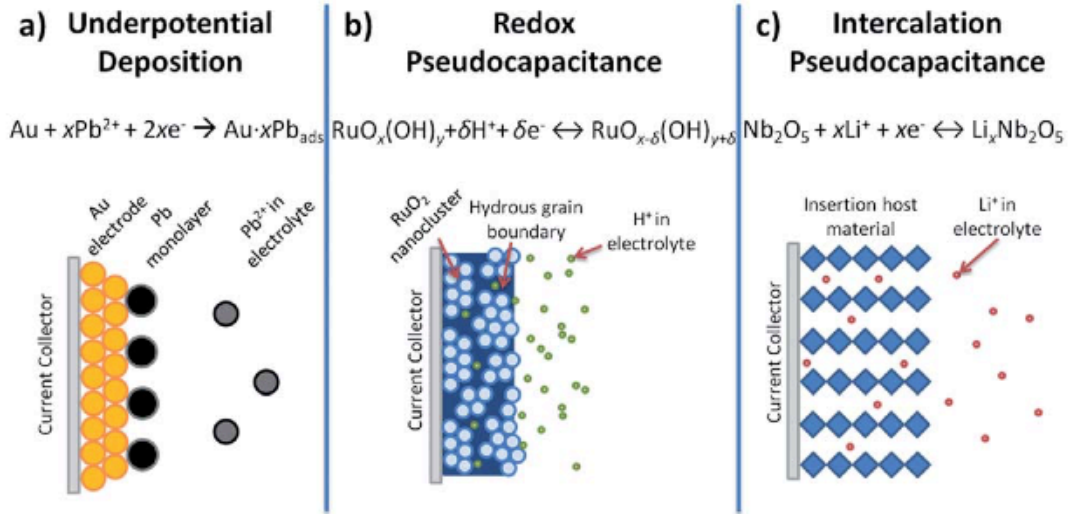 a) Underpotential
Deposition
Au + xPb²⁺ + 2xe⁻ → Au·xPb_ads
Au
electrode
Pb
monolayer
Pb²⁺ in
electrolyte
Current Collector
b) Redox
Pseudocapacitance
RuOₓ(OH)ᵧ+δH⁺ + δe⁻ ↔ RuOₓ₋δ(OH)ᵧ₊δ
RuO₂
nanocluster
Hydrous grain
boundary
H⁺ in
electrolyte
Current Collector
c) Intercalation
Pseudocapacitance
Nb₂O₅ + xLi⁺ + xe⁻ ↔ LiₓNb₂O₅
Insertion host
material
Li⁺ in
electrolyte
Current Collector